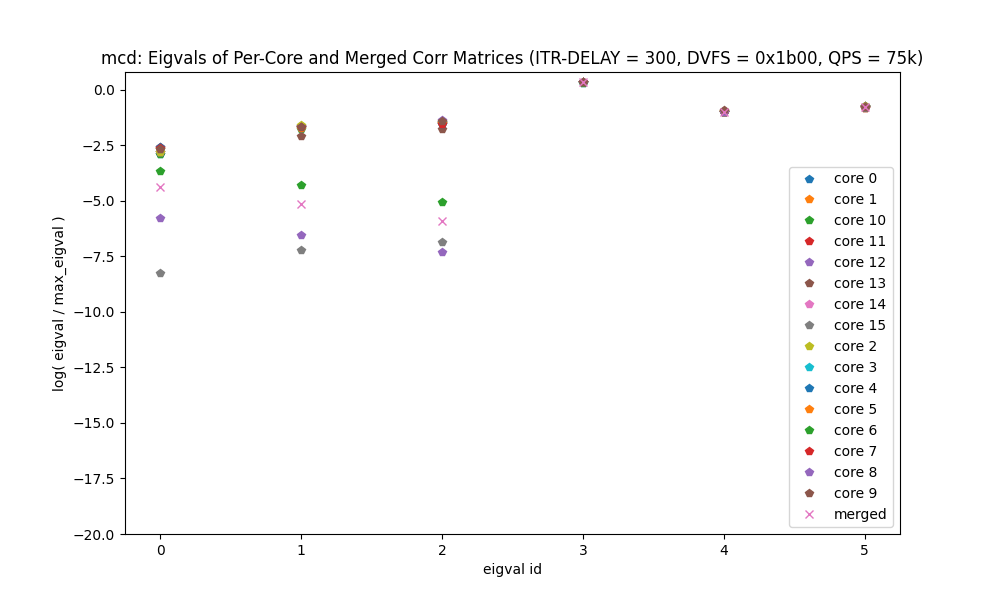 mcd: Eigvals of Per-Core and Merged Corr Matrices (ITR-DELAY = 300, DVFS = 0x1b00, QPS = 75k)
log( eigval / max_eigval )
0.0
−2.5
−5.0
−7.5
−10.0
−12.5
−15.0
−17.5
−20.0
core 0
core 1
core 10
core 11
core 12
core 13
core 14
core 15
core 2
core 3
core 4
core 5
core 6
core 7
core 8
core 9
merged
0 1 2 3 4 5
eigval id